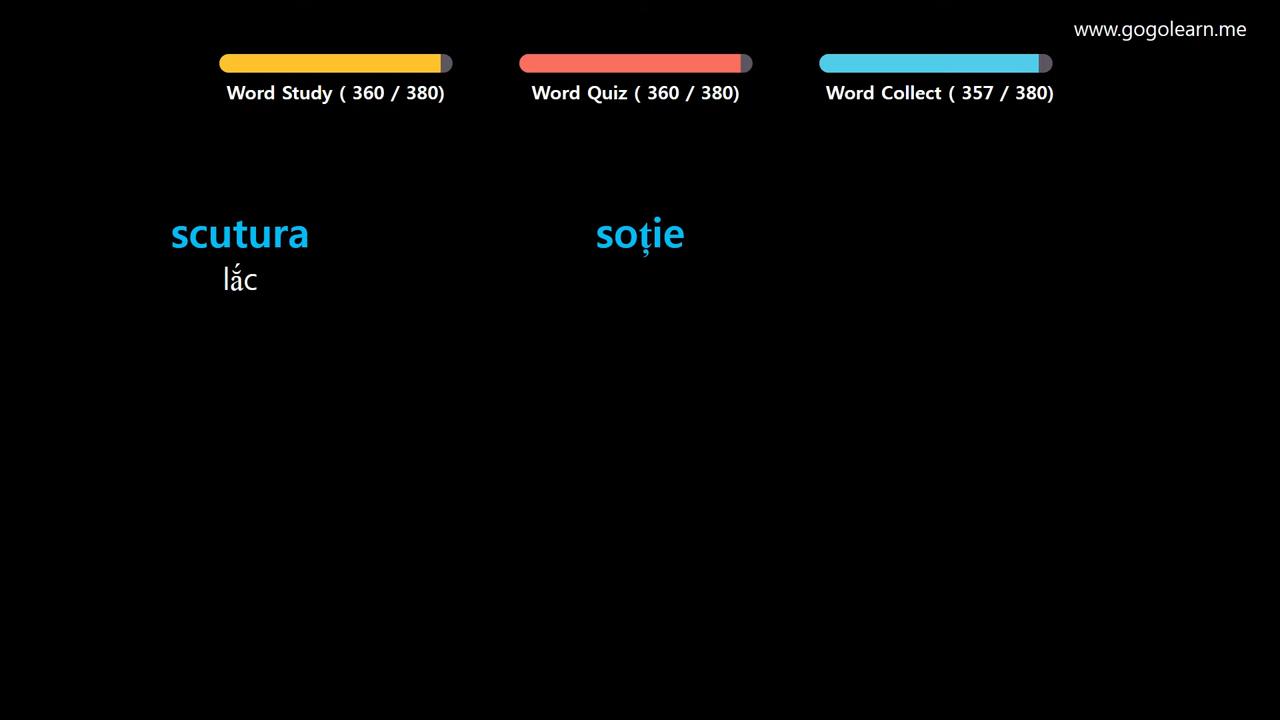 www.gogolearn.me
Word Study ( 360 / 380)
Word Quiz ( 360 / 380)
Word Collect ( 357 / 380)
scutura
lắc
soție